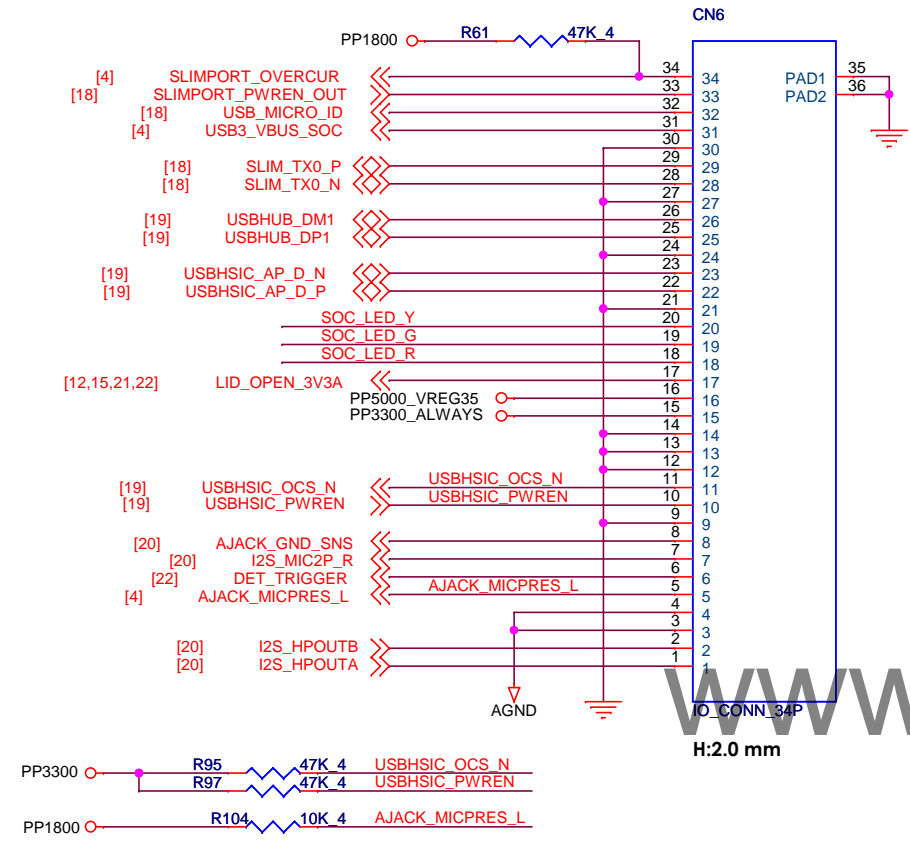 CN6
PP1800 R61 47K_4
[4] SLIMPORT_OVERCUR 34 34 PAD1 35
[18] SLIMPORT_PWREN_OUT 33 33 PAD2 36
[18] USB_MICRO_ID 32 32
[4] USB3_VBUS_SOC 31 31
30 30
[18] SLIM_TX0_P 29 29
[18] SLIM_TX0_N 28 28
27 27
[19] USBHUB_DM1 26 26
[19] USBHUB_DP1 25 25
24 24
[19] USBHSIC_AP_D_N 23 23
[19] USBHSIC_AP_D_P 22 22
21 21
SOC_LED_Y 20 20
SOC_LED_G 19 19
SOC_LED_R 18 18
[12,15,21,22] LID_OPEN_3V3A 17 17
PP5000_VREG35 16 16
PP3300_ALWAYS 15 15
14 14
13 13
12 12
[19] USBHSIC_OCS_N USBHSIC_OCS_N 11 11
[19] USBHSIC_PWREN USBHSIC_PWREN 10 10
9 9
[20] AJACK_GND_SNS 8 8
[20] I2S_MIC2P_R 7 7
[22] DET_TRIGGER 6 6
[4] AJACK_MICPRES_L AJACK_MICPRES_L 5 5
4 4
3 3
[20] I2S_HPOUTB 2 2
[20] I2S_HPOUTA 1 1
AGND
IO_CONN_34P
www
H:2.0 mm
PP3300 R95 47K_4 USBHSIC_OCS_N
R97 47K_4 USBHSIC_PWREN
PP1800 R104 10K_4 AJACK_MICPRES_L